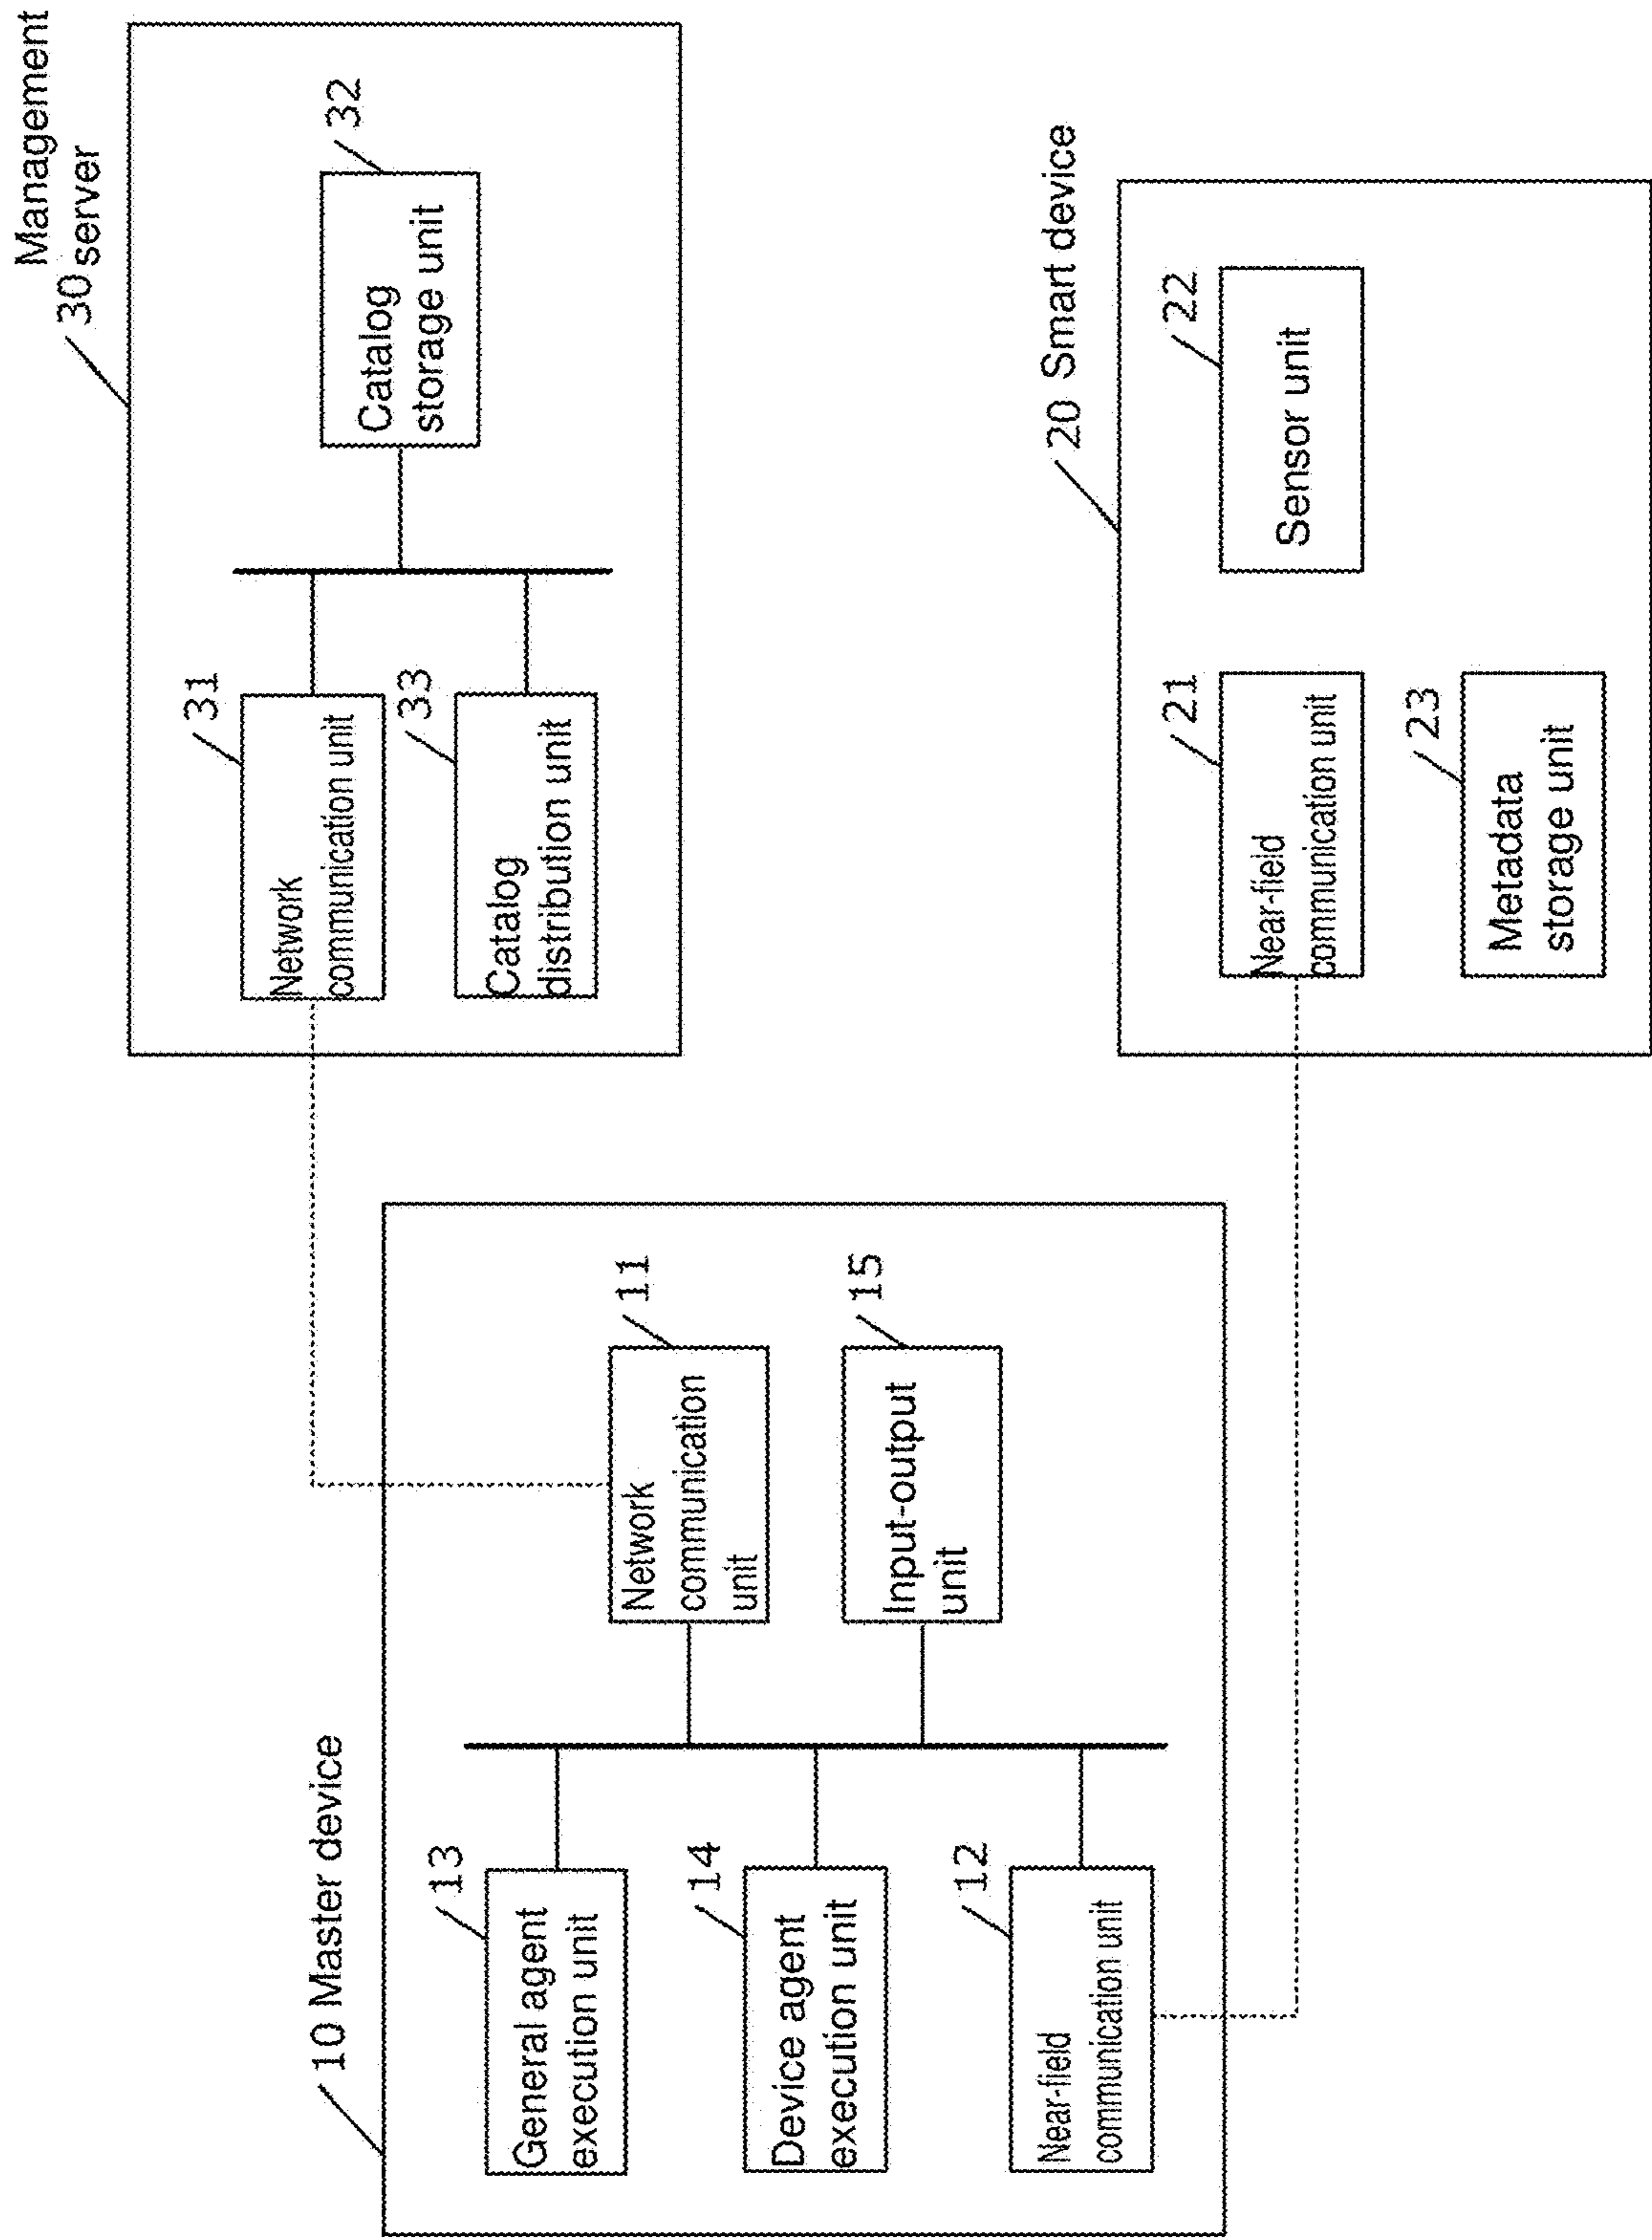 10 Master device
13
General agent
execution unit
14
Device agent
execution unit
12
Near-field
communication unit
11
Network
communication
unit
15
Input-output
unit
Management
30 server
31
Network
communication unit
33
Catalog
distribution unit
32
Catalog
storage unit
20 Smart device
21
Near-field
communication unit
23
Metadata
storage unit
22
Sensor unit